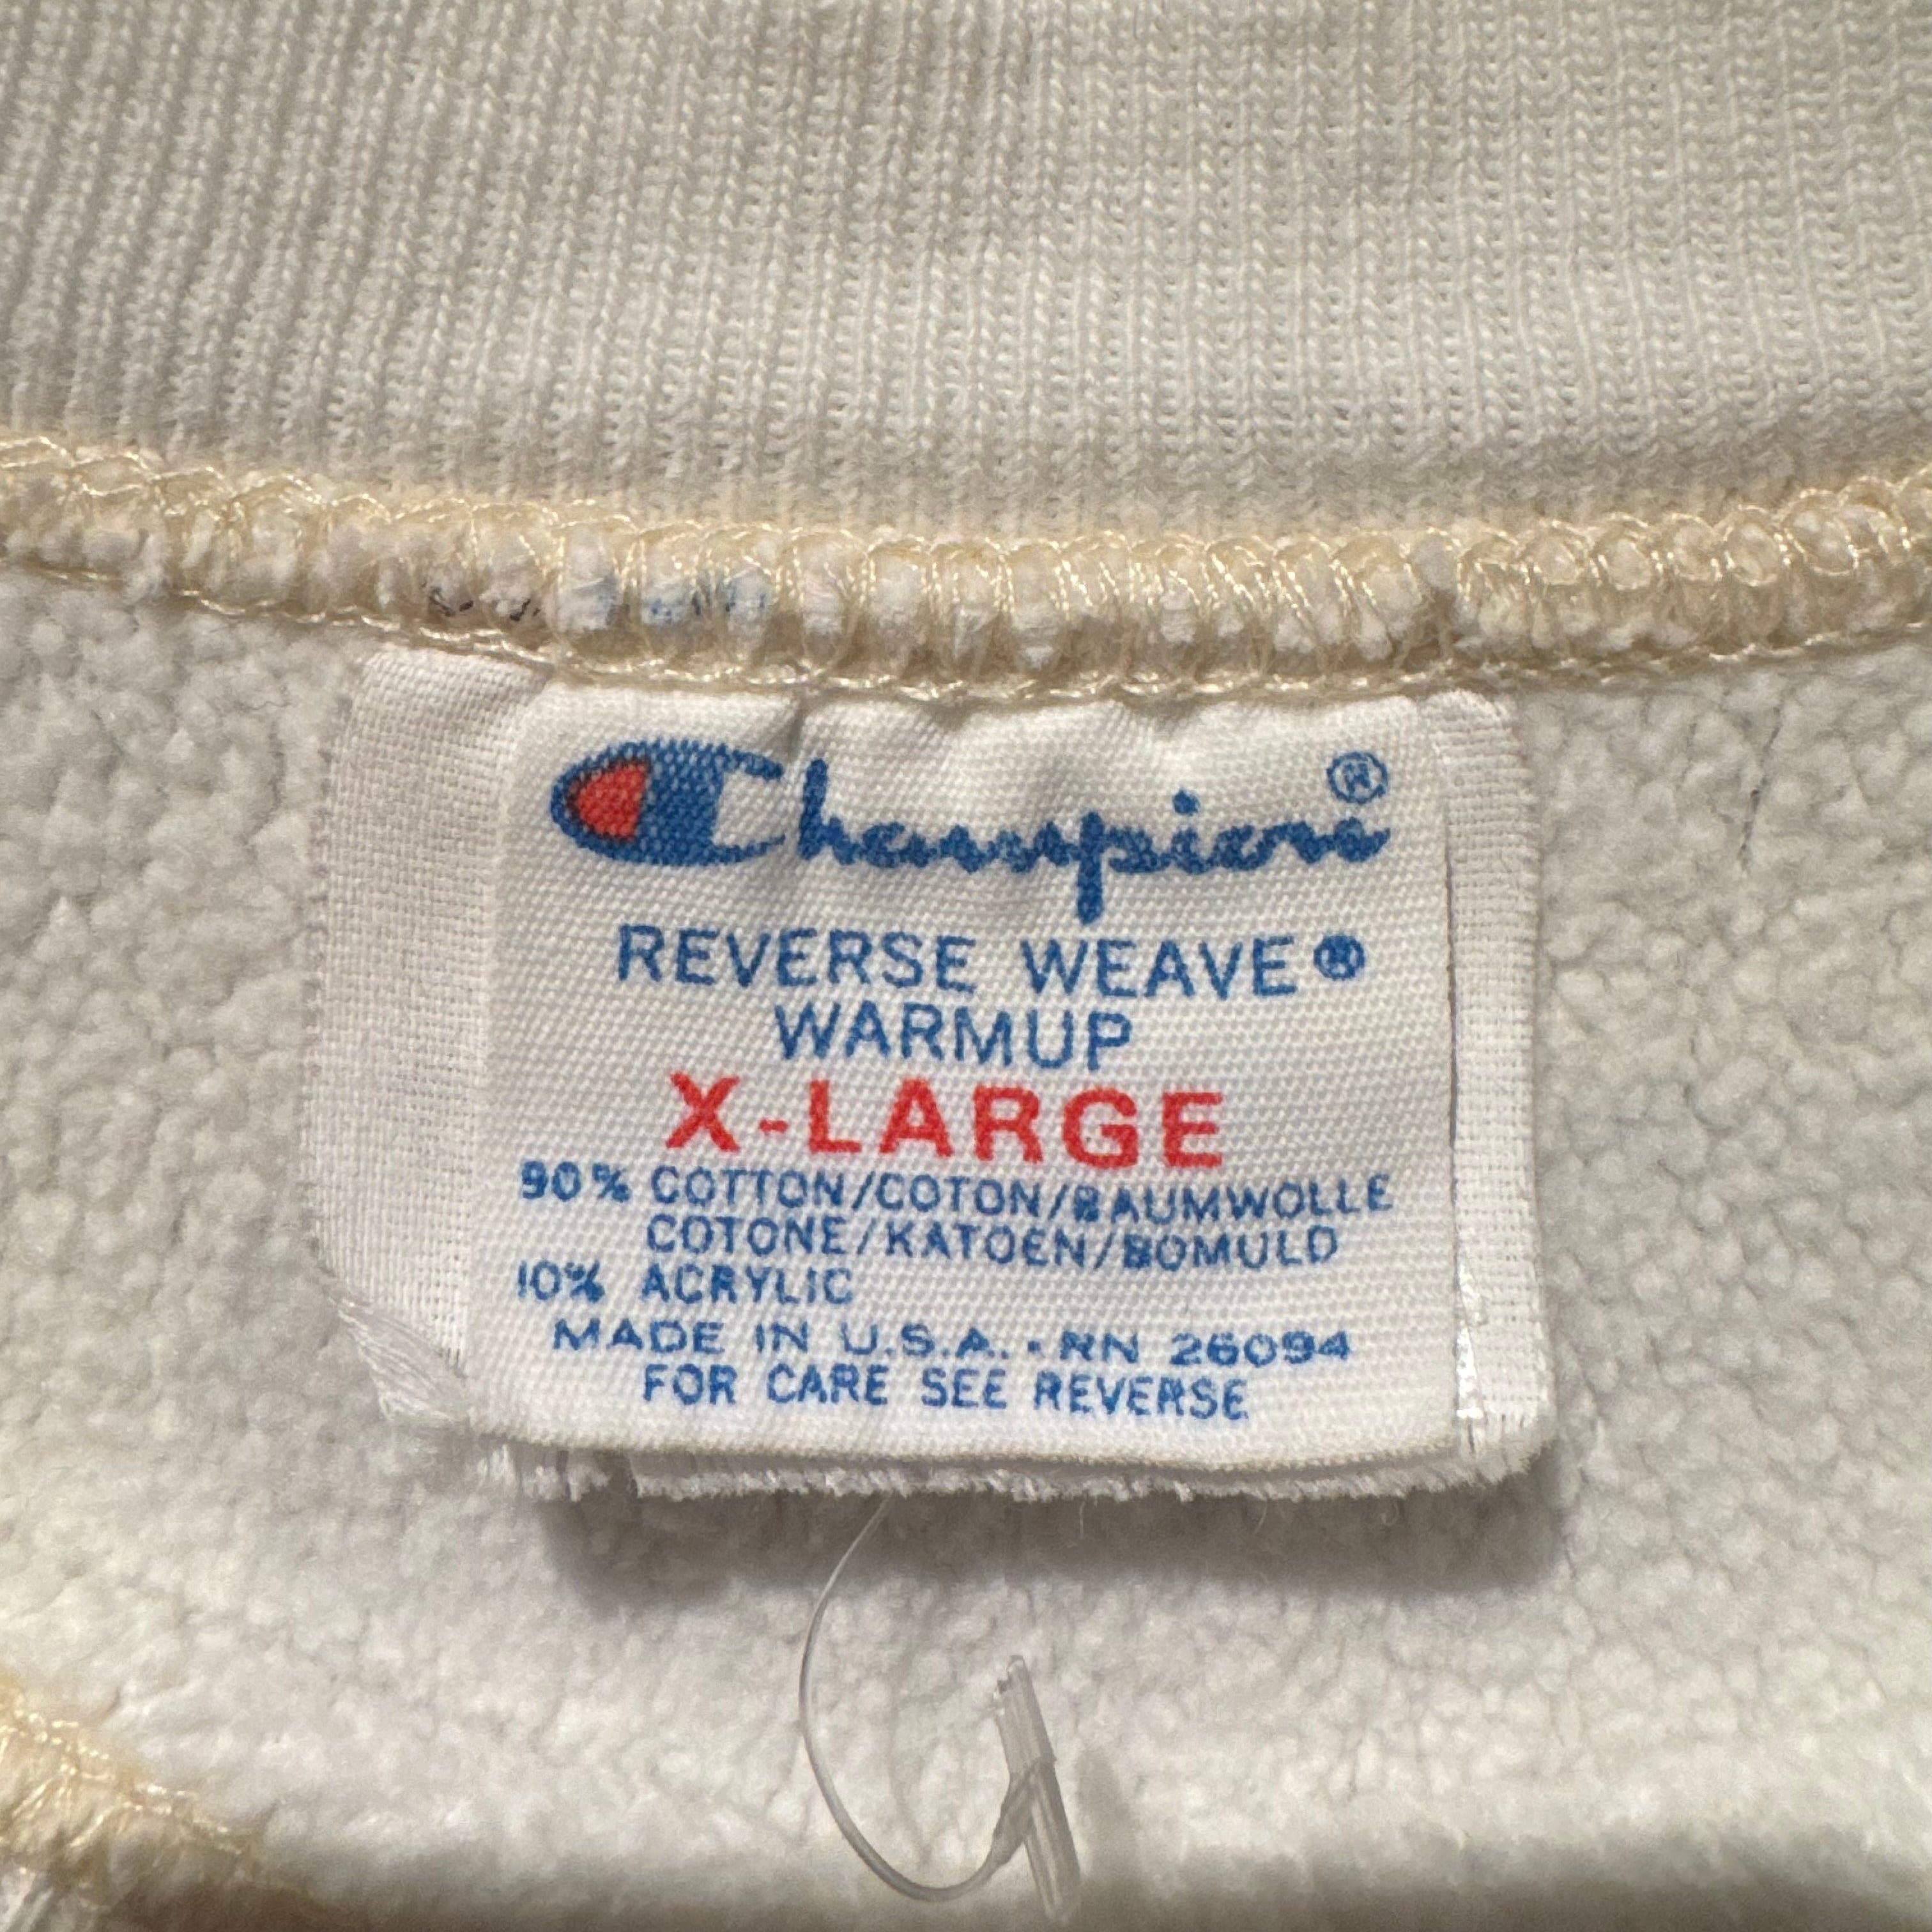 Champion®
REVERSE WEAVE®
WARMUP
X-LARGE
90% COTTON/COTON/BAUMWOLLE
COTONE/KATOEN/BOMULD
10% ACRYLIC
MADE IN U.S.A. • RN 26094
FOR CARE SEE REVERSE